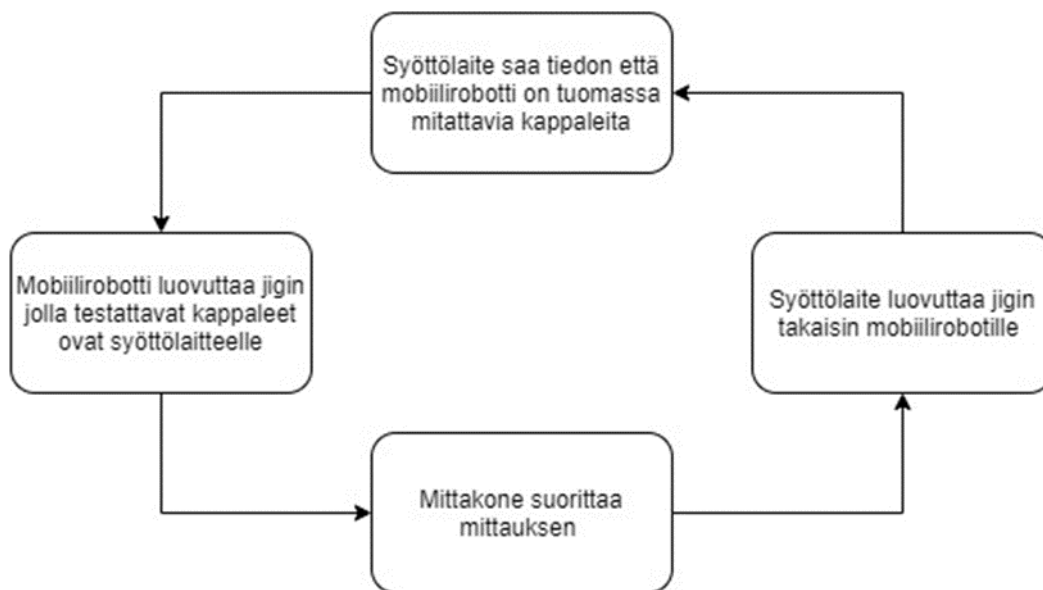 Syöttölaite saa tiedon että
mobiilirobotti on tuomassa
mitattavia kappaleita
Mobiilirobotti luovuttaa jigin
jolla testattavat kappaleet
ovat syöttölaitteelle
Mittakone suorittaa
mittauksen
Syöttölaite luovuttaa jigin
takaisin mobiilirobotille